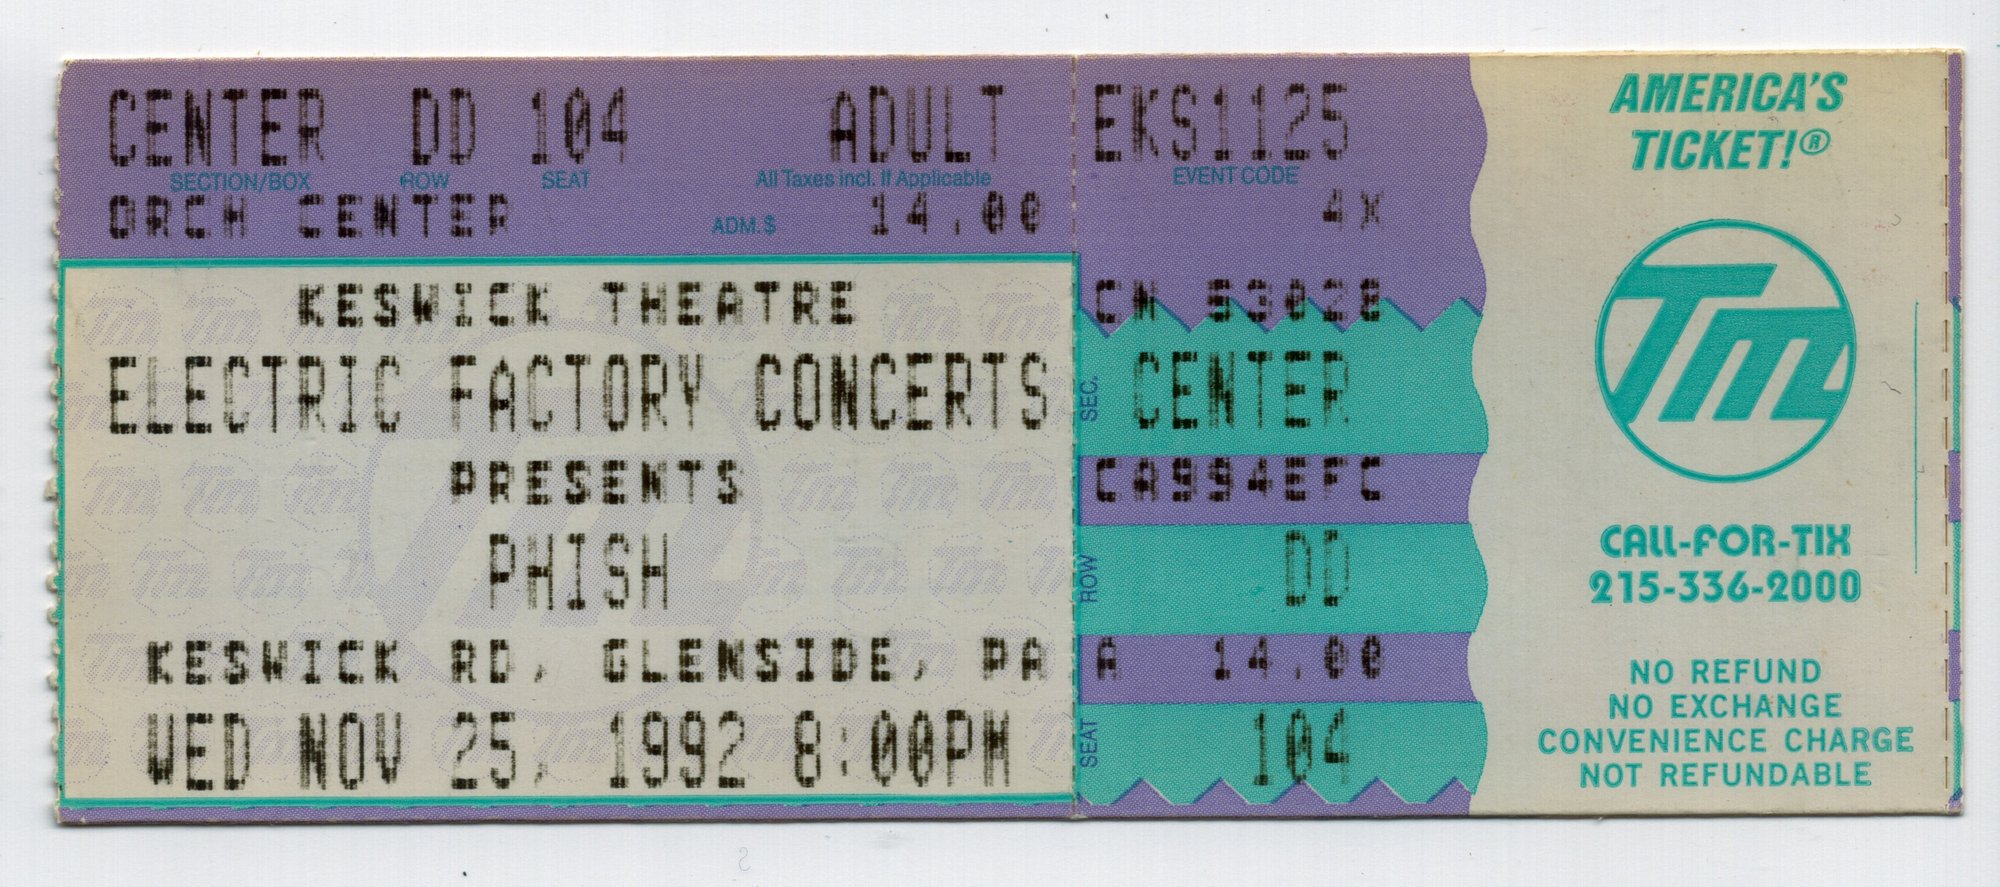 CENTER DD 104 ADULT
SECTION/BOX ROW SEAT All Taxes incl. If Applicable
ORCH CENTER ADM. $ 14.00
KESWICK THEATRE
ELECTRIC FACTORY CONCERTS
PRESENTS
PHISH
KESWICK RD, GLENSIDE, PA
WED NOV 25, 1992 8:00PM
EKS1125
EVENT CODE
4X
CN 53028
SEC. CENTER
CA994EFC
ROW DD
A 14.00
SEAT 104
AMERICA'S
TICKET!®
TM
CALL-FOR-TIX
215-336-2000
NO REFUND
NO EXCHANGE
CONVENIENCE CHARGE
NOT REFUNDABLE